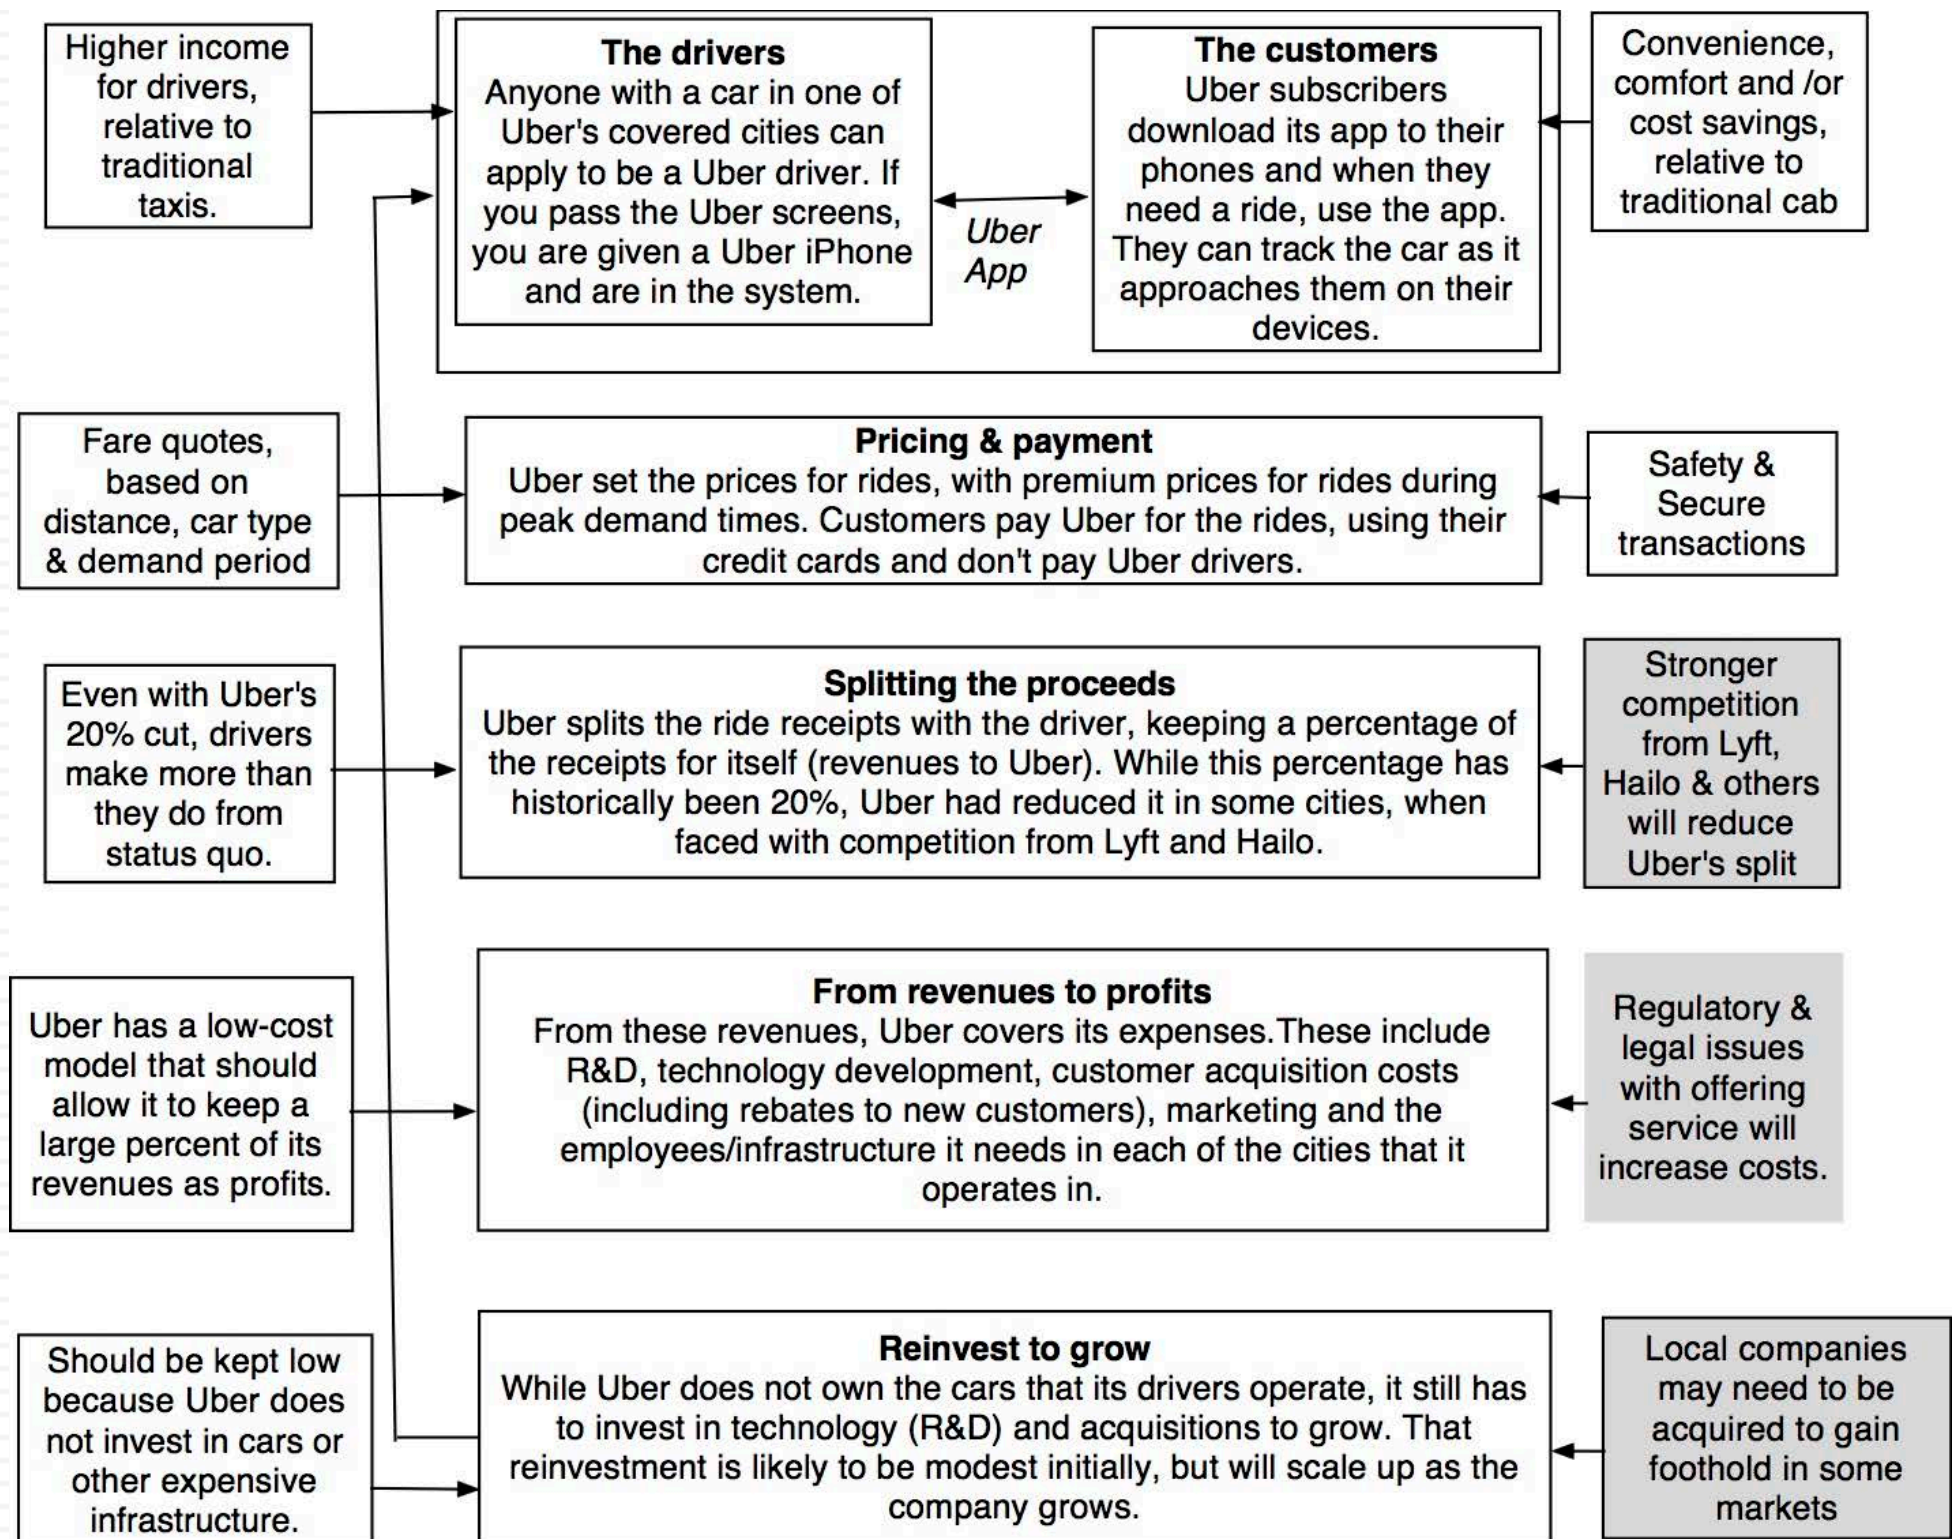 Higher income
for drivers,
relative to
traditional
taxis.
The drivers
Anyone with a car in one of
Uber's covered cities can
apply to be a Uber driver. If
you pass the Uber screens,
you are given a Uber iPhone
and are in the system.
Uber
App
The customers
Uber subscribers
download its app to their
phones and when they
need a ride, use the app.
They can track the car as it
approaches them on their
devices.
Convenience,
comfort and /or
cost savings,
relative to
traditional cab
Fare quotes,
based on
distance, car type
& demand period
Pricing & payment
Uber set the prices for rides, with premium prices for rides during
peak demand times. Customers pay Uber for the rides, using their
credit cards and don't pay Uber drivers.
Safety &
Secure
transactions
Even with Uber's
20% cut, drivers
make more than
they do from
status quo.
Splitting the proceeds
Uber splits the ride receipts with the driver, keeping a percentage of
the receipts for itself (revenues to Uber). While this percentage has
historically been 20%, Uber had reduced it in some cities, when
faced with competition from Lyft and Hailo.
Stronger
competition
from Lyft,
Hailo & others
will reduce
Uber's split
Uber has a low-cost
model that should
allow it to keep a
large percent of its
revenues as profits.
From revenues to profits
From these revenues, Uber covers its expenses.These include
R&D, technology development, customer acquisition costs
(including rebates to new customers), marketing and the
employees/infrastructure it needs in each of the cities that it
operates in.
Regulatory &
legal issues
with offering
service will
increase costs.
Should be kept low
because Uber does
not invest in cars or
other expensive
infrastructure.
Reinvest to grow
While Uber does not own the cars that its drivers operate, it still has
to invest in technology (R&D) and acquisitions to grow. That
reinvestment is likely to be modest initially, but will scale up as the
company grows.
Local companies
may need to be
acquired to gain
foothold in some
markets